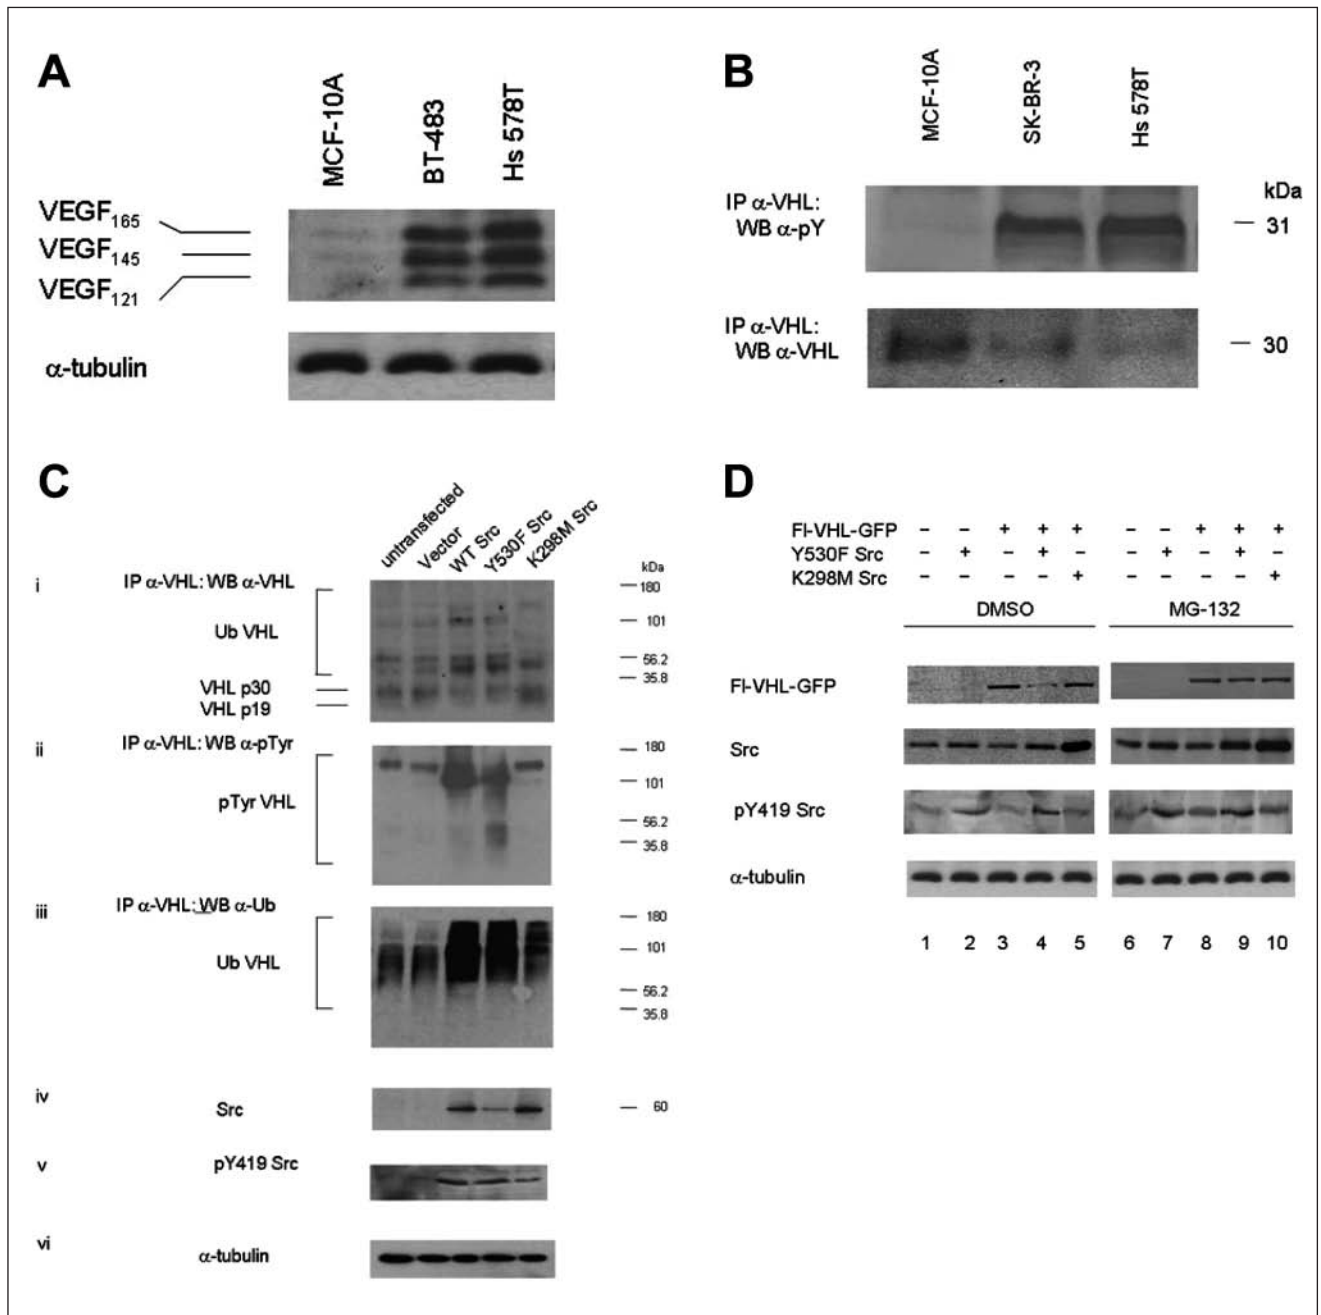 A
MCF-10A
BT-483
Hs 578T
VEGF165
VEGF145
VEGF121
α-tubulin
B
MCF-10A
SK-BR-3
Hs 578T
kDa
IP α-VHL:
WB α-pY
31
IP α-VHL:
WB α-VHL
30
C
untransfected
Vector
WT Src
Y530F Src
K298M Src
kDa
i
IP α-VHL: WB α-VHL
Ub VHL
VHL p30
VHL p19
180
101
56.2
35.8
ii
IP α-VHL: WB α-pTyr
pTyr VHL
180
101
56.2
35.8
iii
IP α-VHL: WB α-Ub
Ub VHL
180
101
56.2
35.8
iv
Src
60
v
pY419 Src
vi
α-tubulin
D
Fl-VHL-GFP - - + + + - - + + +
Y530F Src - + - + - - + - + -
K298M Src - - - - + - - - - +
DMSO MG-132
Fl-VHL-GFP
Src
pY419 Src
α-tubulin
1 2 3 4 5 6 7 8 9 10